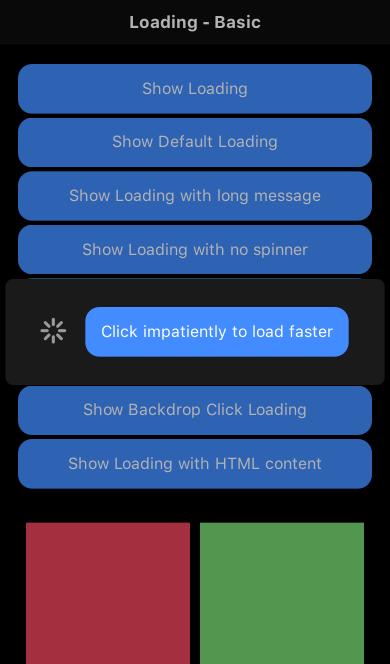 Loading - Basic
Show Loading
Show Default Loading
Show Loading with long message
Show Loading with no spinner
Click impatiently to load faster
Show Backdrop Click Loading
Show Loading with HTML content